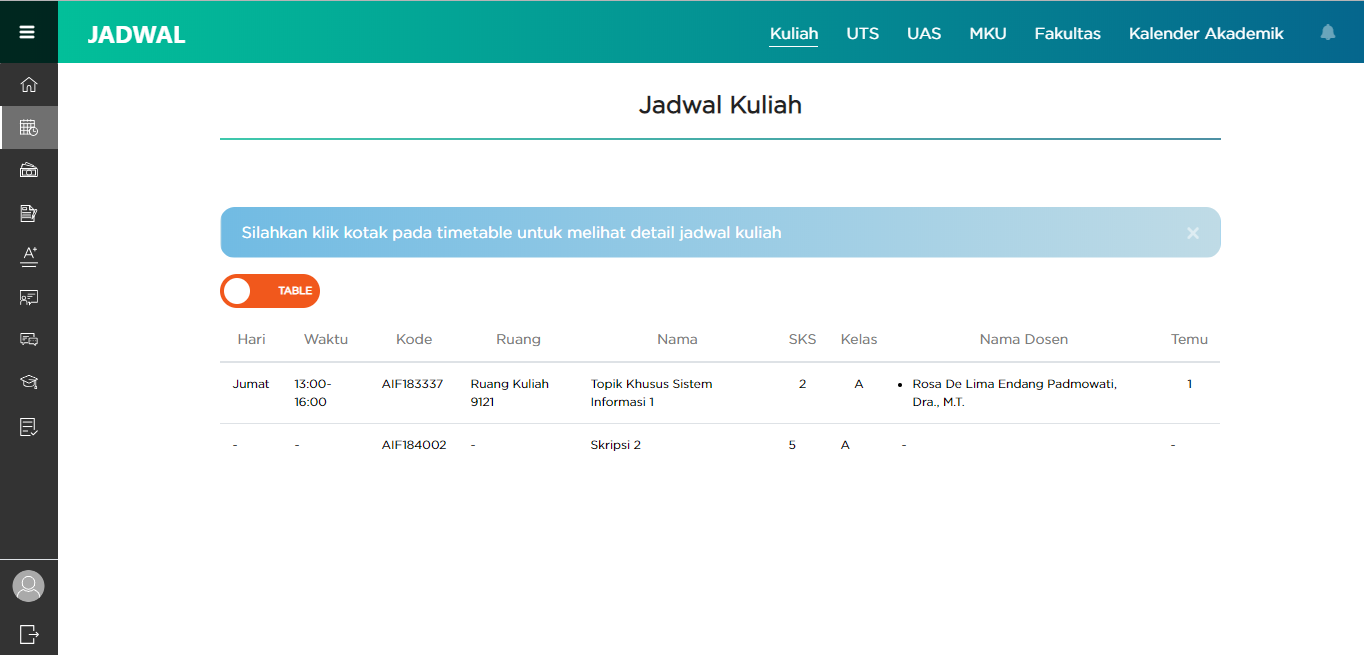 JADWAL
Kuliah UTS UAS MKU Fakultas Kalender Akademik
Jadwal Kuliah
Silahkan klik kotak pada timetable untuk melihat detail jadwal kuliah
TABLE
Hari Waktu Kode Ruang Nama SKS Kelas Nama Dosen Temu
Jumat 13:00- AIF183337 Ruang Kuliah Topik Khusus Sistem 2 A • Rosa De Lima Endang Padmowati, 1
16:00 9121 Informasi 1 Dra., M.T.
- - AIF184002 - Skripsi 2 5 A - -